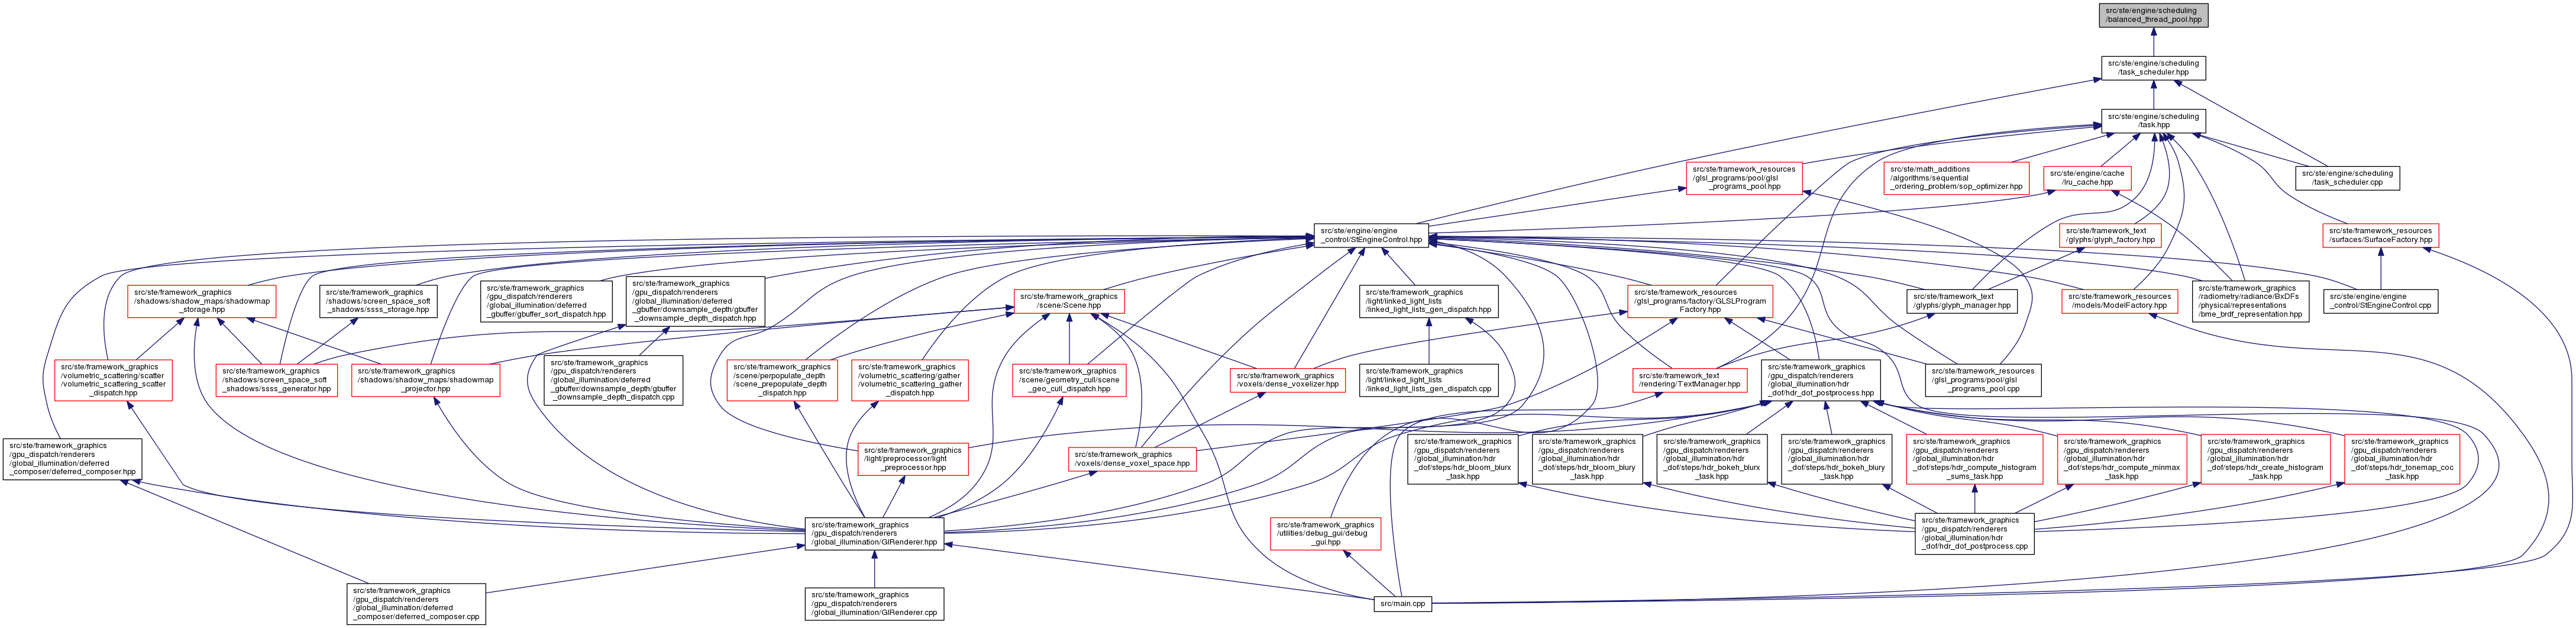 src/ste/engine/scheduling
/balanced_thread_pool.hpp
src/ste/engine/scheduling
/task_scheduler.hpp
src/ste/engine/scheduling
/task.hpp
src/ste/framework_resources
/glsl_programs/pool/glsl
_programs_pool.hpp
src/ste/math_additions
/algorithms/sequential
_ordering_problem/sop_optimizer.hpp
src/ste/engine/cache
/lru_cache.hpp
src/ste/engine/scheduling
/task_scheduler.cpp
src/ste/engine/engine
_control/StEngineControl.hpp
src/ste/framework_text
/glyphs/glyph_factory.hpp
src/ste/framework_resources
/surfaces/SurfaceFactory.hpp
src/ste/framework_graphics
/shadows/shadow_maps/shadowmap
_storage.hpp
src/ste/framework_graphics
/shadows/screen_space_soft
_shadows/ssss_storage.hpp
src/ste/framework_graphics
/gpu_dispatch/renderers
/global_illumination/deferred
_gbuffer/gbuffer_sort_dispatch.hpp
src/ste/framework_graphics
/gpu_dispatch/renderers
/global_illumination/deferred
_gbuffer/downsample_depth/gbuffer
_downsample_depth_dispatch.hpp
src/ste/framework_graphics
/scene/Scene.hpp
src/ste/framework_graphics
/light/linked_light_lists
/linked_light_lists_gen_dispatch.hpp
src/ste/framework_resources
/glsl_programs/factory/GLSLProgram
Factory.hpp
src/ste/framework_text
/glyphs/glyph_manager.hpp
src/ste/framework_resources
/models/ModelFactory.hpp
src/ste/framework_graphics
/radiometry/radiance/BxDFs
/physical/representations
/bme_brdf_representation.hpp
src/ste/engine/engine
_control/StEngineControl.cpp
src/ste/framework_graphics
/volumetric_scattering/scatter
/volumetric_scattering_scatter
_dispatch.hpp
src/ste/framework_graphics
/shadows/screen_space_soft
_shadows/ssss_generator.hpp
src/ste/framework_graphics
/shadows/shadow_maps/shadowmap
_projector.hpp
src/ste/framework_graphics
/gpu_dispatch/renderers
/global_illumination/deferred
_gbuffer/downsample_depth/gbuffer
_downsample_depth_dispatch.cpp
src/ste/framework_graphics
/scene/perpopulate_depth
/scene_prepopulate_depth
_dispatch.hpp
src/ste/framework_graphics
/volumetric_scattering/gather
/volumetric_scattering_gather
_dispatch.hpp
src/ste/framework_graphics
/scene/geometry_cull/scene
_geo_cull_dispatch.hpp
src/ste/framework_graphics
/voxels/dense_voxelizer.hpp
src/ste/framework_graphics
/light/linked_light_lists
/linked_light_lists_gen_dispatch.cpp
src/ste/framework_text
/rendering/TextManager.hpp
src/ste/framework_graphics
/gpu_dispatch/renderers
/global_illumination/hdr
_dof/hdr_dof_postprocess.hpp
src/ste/framework_resources
/glsl_programs/pool/glsl
_programs_pool.cpp
src/ste/framework_graphics
/gpu_dispatch/renderers
/global_illumination/deferred
_composer/deferred_composer.hpp
src/ste/framework_graphics
/light/preprocessor/light
_preprocessor.hpp
src/ste/framework_graphics
/voxels/dense_voxel_space.hpp
src/ste/framework_graphics
/gpu_dispatch/renderers
/global_illumination/hdr
_dof/steps/hdr_bloom_blurx
_task.hpp
src/ste/framework_graphics
/gpu_dispatch/renderers
/global_illumination/hdr
_dof/steps/hdr_bloom_blury
_task.hpp
src/ste/framework_graphics
/gpu_dispatch/renderers
/global_illumination/hdr
_dof/steps/hdr_bokeh_blurx
_task.hpp
src/ste/framework_graphics
/gpu_dispatch/renderers
/global_illumination/hdr
_dof/steps/hdr_bokeh_blury
_task.hpp
src/ste/framework_graphics
/gpu_dispatch/renderers
/global_illumination/hdr
_dof/steps/hdr_compute_histogram
_sums_task.hpp
src/ste/framework_graphics
/gpu_dispatch/renderers
/global_illumination/hdr
_dof/steps/hdr_compute_minmax
_task.hpp
src/ste/framework_graphics
/gpu_dispatch/renderers
/global_illumination/hdr
_dof/steps/hdr_create_histogram
_task.hpp
src/ste/framework_graphics
/gpu_dispatch/renderers
/global_illumination/hdr
_dof/steps/hdr_tonemap_coc
_task.hpp
src/ste/framework_graphics
/gpu_dispatch/renderers
/global_illumination/GIRenderer.hpp
src/ste/framework_graphics
/utilities/debug_gui/debug
_gui.hpp
src/ste/framework_graphics
/gpu_dispatch/renderers
/global_illumination/hdr
_dof/hdr_dof_postprocess.cpp
src/ste/framework_graphics
/gpu_dispatch/renderers
/global_illumination/deferred
_composer/deferred_composer.cpp
src/ste/framework_graphics
/gpu_dispatch/renderers
/global_illumination/GIRenderer.cpp
src/main.cpp